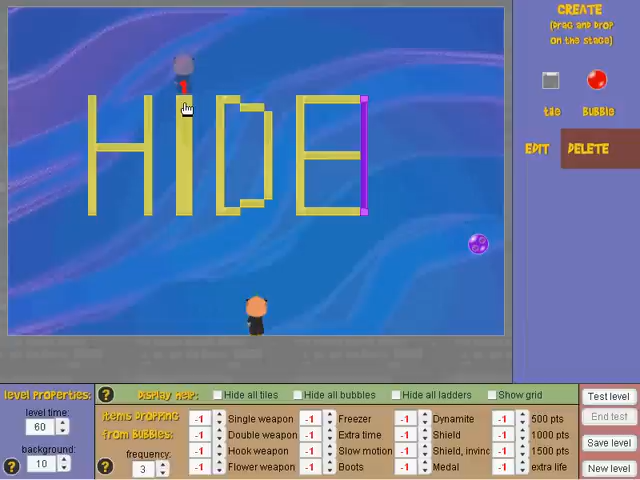 CREATE
(Drag and Drop
on the stage)
1
HIDE
tile
BUBBLE
EDIT
DELETE
level properties:
level time:
60
background:
10
?
?
Display help:
Hide all tiles
Hide all bubbles
Hide all ladders
Show grid
items dropping
from bubbles:
frequency:
3
?
-1 Single weapon
-1 Double weapon
-1 Hook weapon
-1 Flower weapon
-1 Freezer
-1 Extra time
-1 Slow motion
-1 Boots
-1 Dynamite
-1 Shield
-1 Shield, invinc
-1 Medal
-1 500 pts
-1 1000 pts
-1 1500 pts
-1 extra life
Test level
End test
Save level
New level